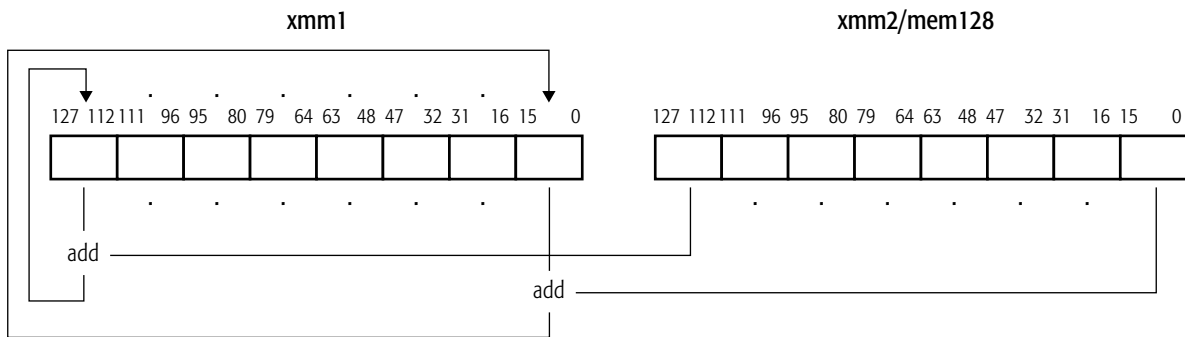 xmm1 xmm2/mem128
127 112 111 96 95 80 79 64 63 48 47 32 31 16 15 0 127 112 111 96 95 80 79 64 63 48 47 32 31 16 15 0
add
add